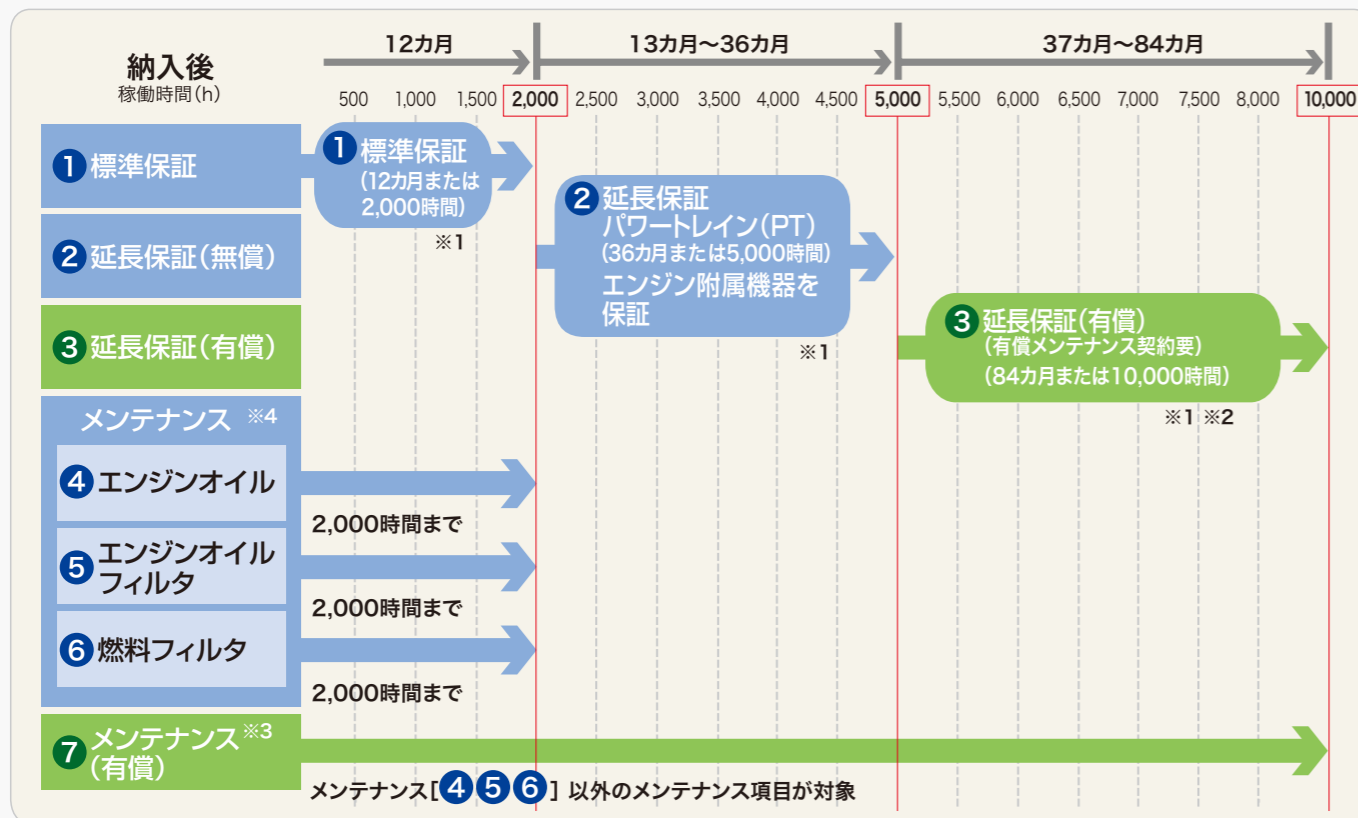 納入後
稼働時間(h)
12カ月
13カ月〜36カ月
37カ月〜84カ月
500 1,000 1,500 2,000 2,500 3,000 3,500 4,000 4,500 5,000 5,500 6,000 6,500 7,000 7,500 8,000 10,000
❶標準保証
❶標準保証
(12カ月または
2,000時間)
※1
❷延長保証(無償)
❷延長保証
パワートレイン(PT)
(36カ月または5,000時間)
エンジン附属機器を
保証
※1
❸延長保証(有償)
❸延長保証(有償)
(有償メンテナンス契約要)
(84カ月または10,000時間)
※1 ※2
メンテナンス ※4
❹エンジンオイル
2,000時間まで
❺エンジンオイル
フィルタ
2,000時間まで
❻燃料フィルタ
2,000時間まで
❼メンテナンス※3
(有償)
メンテナンス[❹❺❻]以外のメンテナンス項目が対象